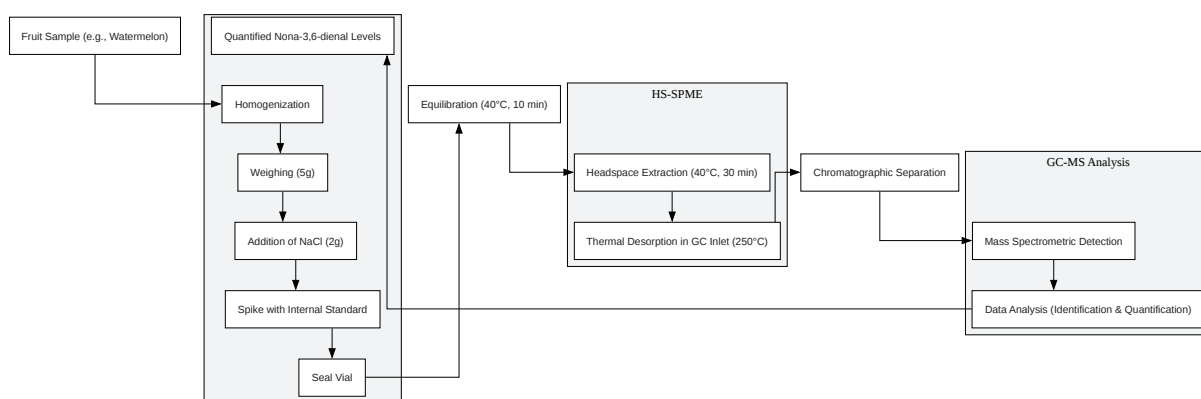 Fruit Sample (e.g., Watermelon)
Quantified Nona-3,6-dienal Levels
Homogenization
Weighing (5g)
Addition of NaCl (2g)
Spike with Internal Standard
Seal Vial
Equilibration (40°C, 10 min)
HS-SPME
Headspace Extraction (40°C, 30 min)
Thermal Desorption in GC Inlet (250°C)
Chromatographic Separation
GC-MS Analysis
Mass Spectrometric Detection
Data Analysis (Identification & Quantification)